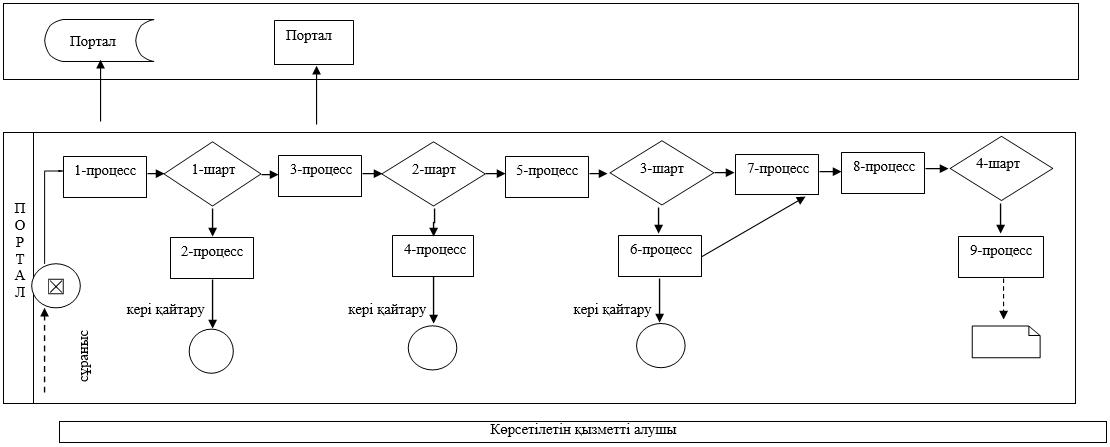 Портал
Портал
1-процесс
1-шарт
3-процесс
2-шарт
5-процесс
3-шарт
7-процесс
8-процесс
4-шарт
ПОРТАЛ
2-процесс
4-процесс
6-процесс
9-процесс
кері қайтару
кері қайтару
кері қайтару
сұраныс
Көрсетілетін қызметті алушы